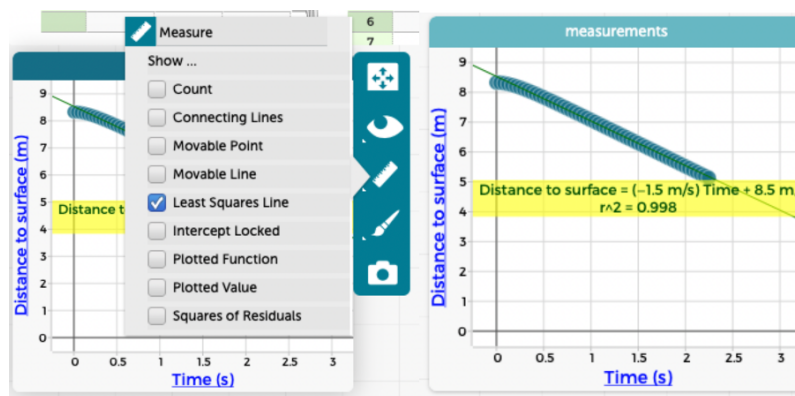 6
7
Measure
Show ...
Count
Connecting Lines
Movable Point
Movable Line
Least Squares Line
Intercept Locked
Plotted Function
Plotted Value
Squares of Residuals
Distance to surface (m)
9
8
7
6
5
4
3
2
1
0
Distance t
0 0.5 1 1.5 2 2.5 3
Time (s)
measurements
Distance to surface (m)
9
8
7
6
5
4
3
2
1
0
Distance to surface = (−1.5 m/s) Time + 8.5 m
r^2 = 0.998
0 0.5 1 1.5 2 2.5 3
Time (s)